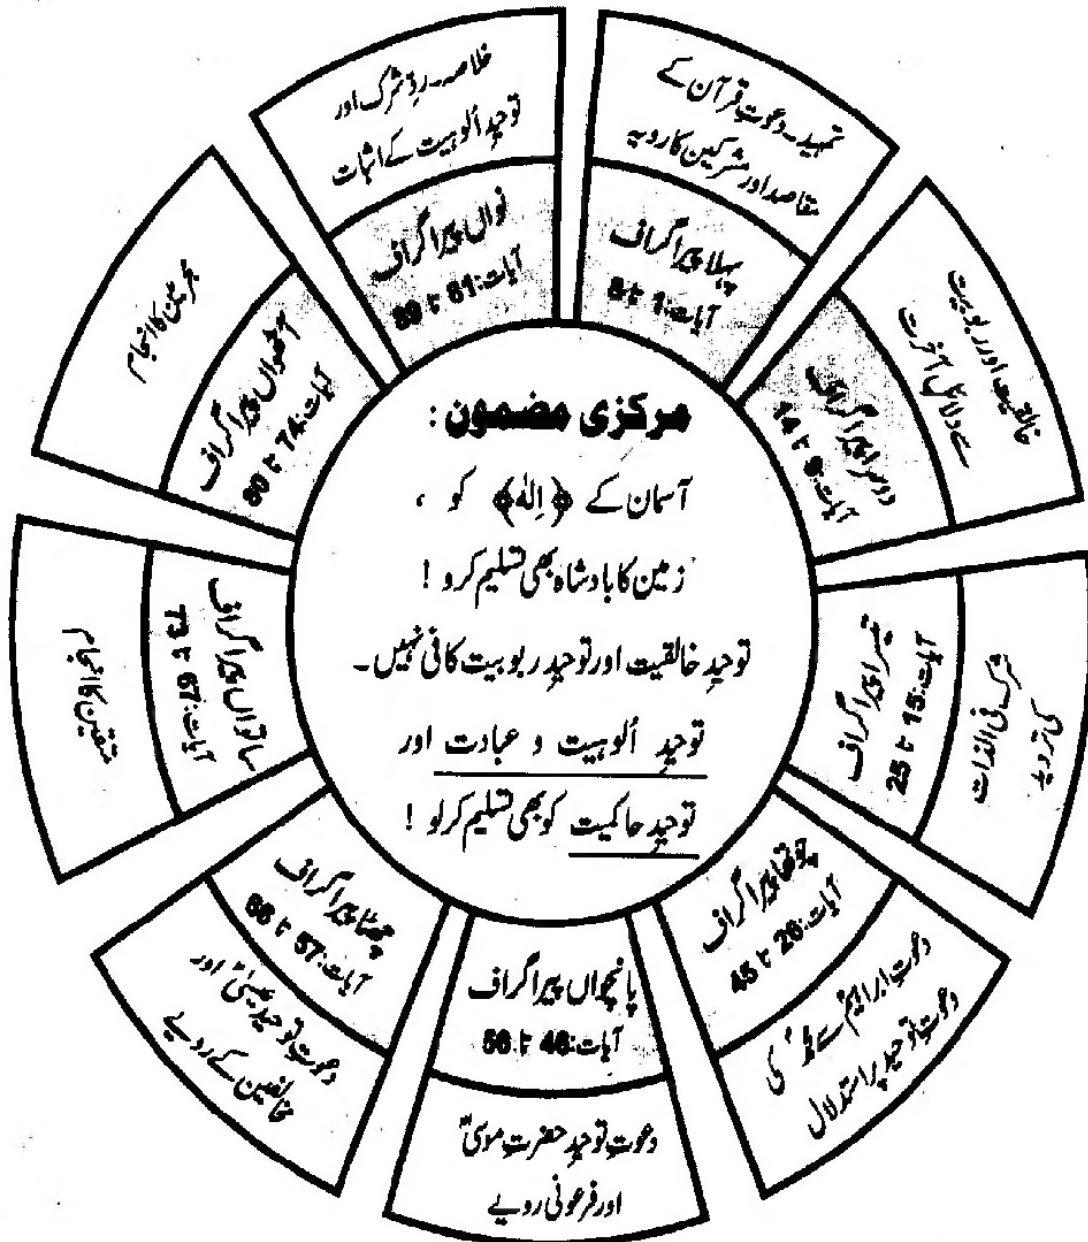 مرکزی مضمون:
آسمان کے ﴿اِلٰہ﴾ کو ،
زمین کا بادشاہ بھی تسلیم کرو !
توحیدِ خالقیت اور توحیدِ ربوبیت کافی نہیں۔
توحیدِ اُلوہیت و عبادت اور
توحیدِ حاکمیت کو بھی تسلیم کرلو !
تمہید۔ دعوتِ قرآن کے
مقاصد اور مشرکین کا رویہ
پہلا پیراگراف
آیات:1 تا 8
خالقیت اور ربوبیت
سے دلائلِ آخرت
دوسرا پیراگراف
آیات:9 تا 14
شرک فی الذات
کی تردید
تیسرا پیراگراف
آیات:15 تا 25
چوتھا پیراگراف
آیات:26 تا 45
دعوتِ ابراہیمؑ سے محمدؐ کی
دعوتِ توحید پر استدلال
پانچواں پیراگراف
آیات:46 تا 56
دعوتِ توحیدِ حضرت موسیٰؑ
اور فرعونی رویے
چھٹا پیراگراف
آیات:57 تا 66
دعوتِ توحیدِ عیسیٰؑ اور
مخالفین کے رویے
ساتواں پیراگراف
آیات:67 تا 73
متقین کا انجام
آٹھواں پیراگراف
آیات:74 تا 80
مجرمین کا انجام
خلاصہ۔ ردِّ شرک اور
توحیدِ اُلوہیت کے اثبات
نواں پیراگراف
آیات:81 تا 89